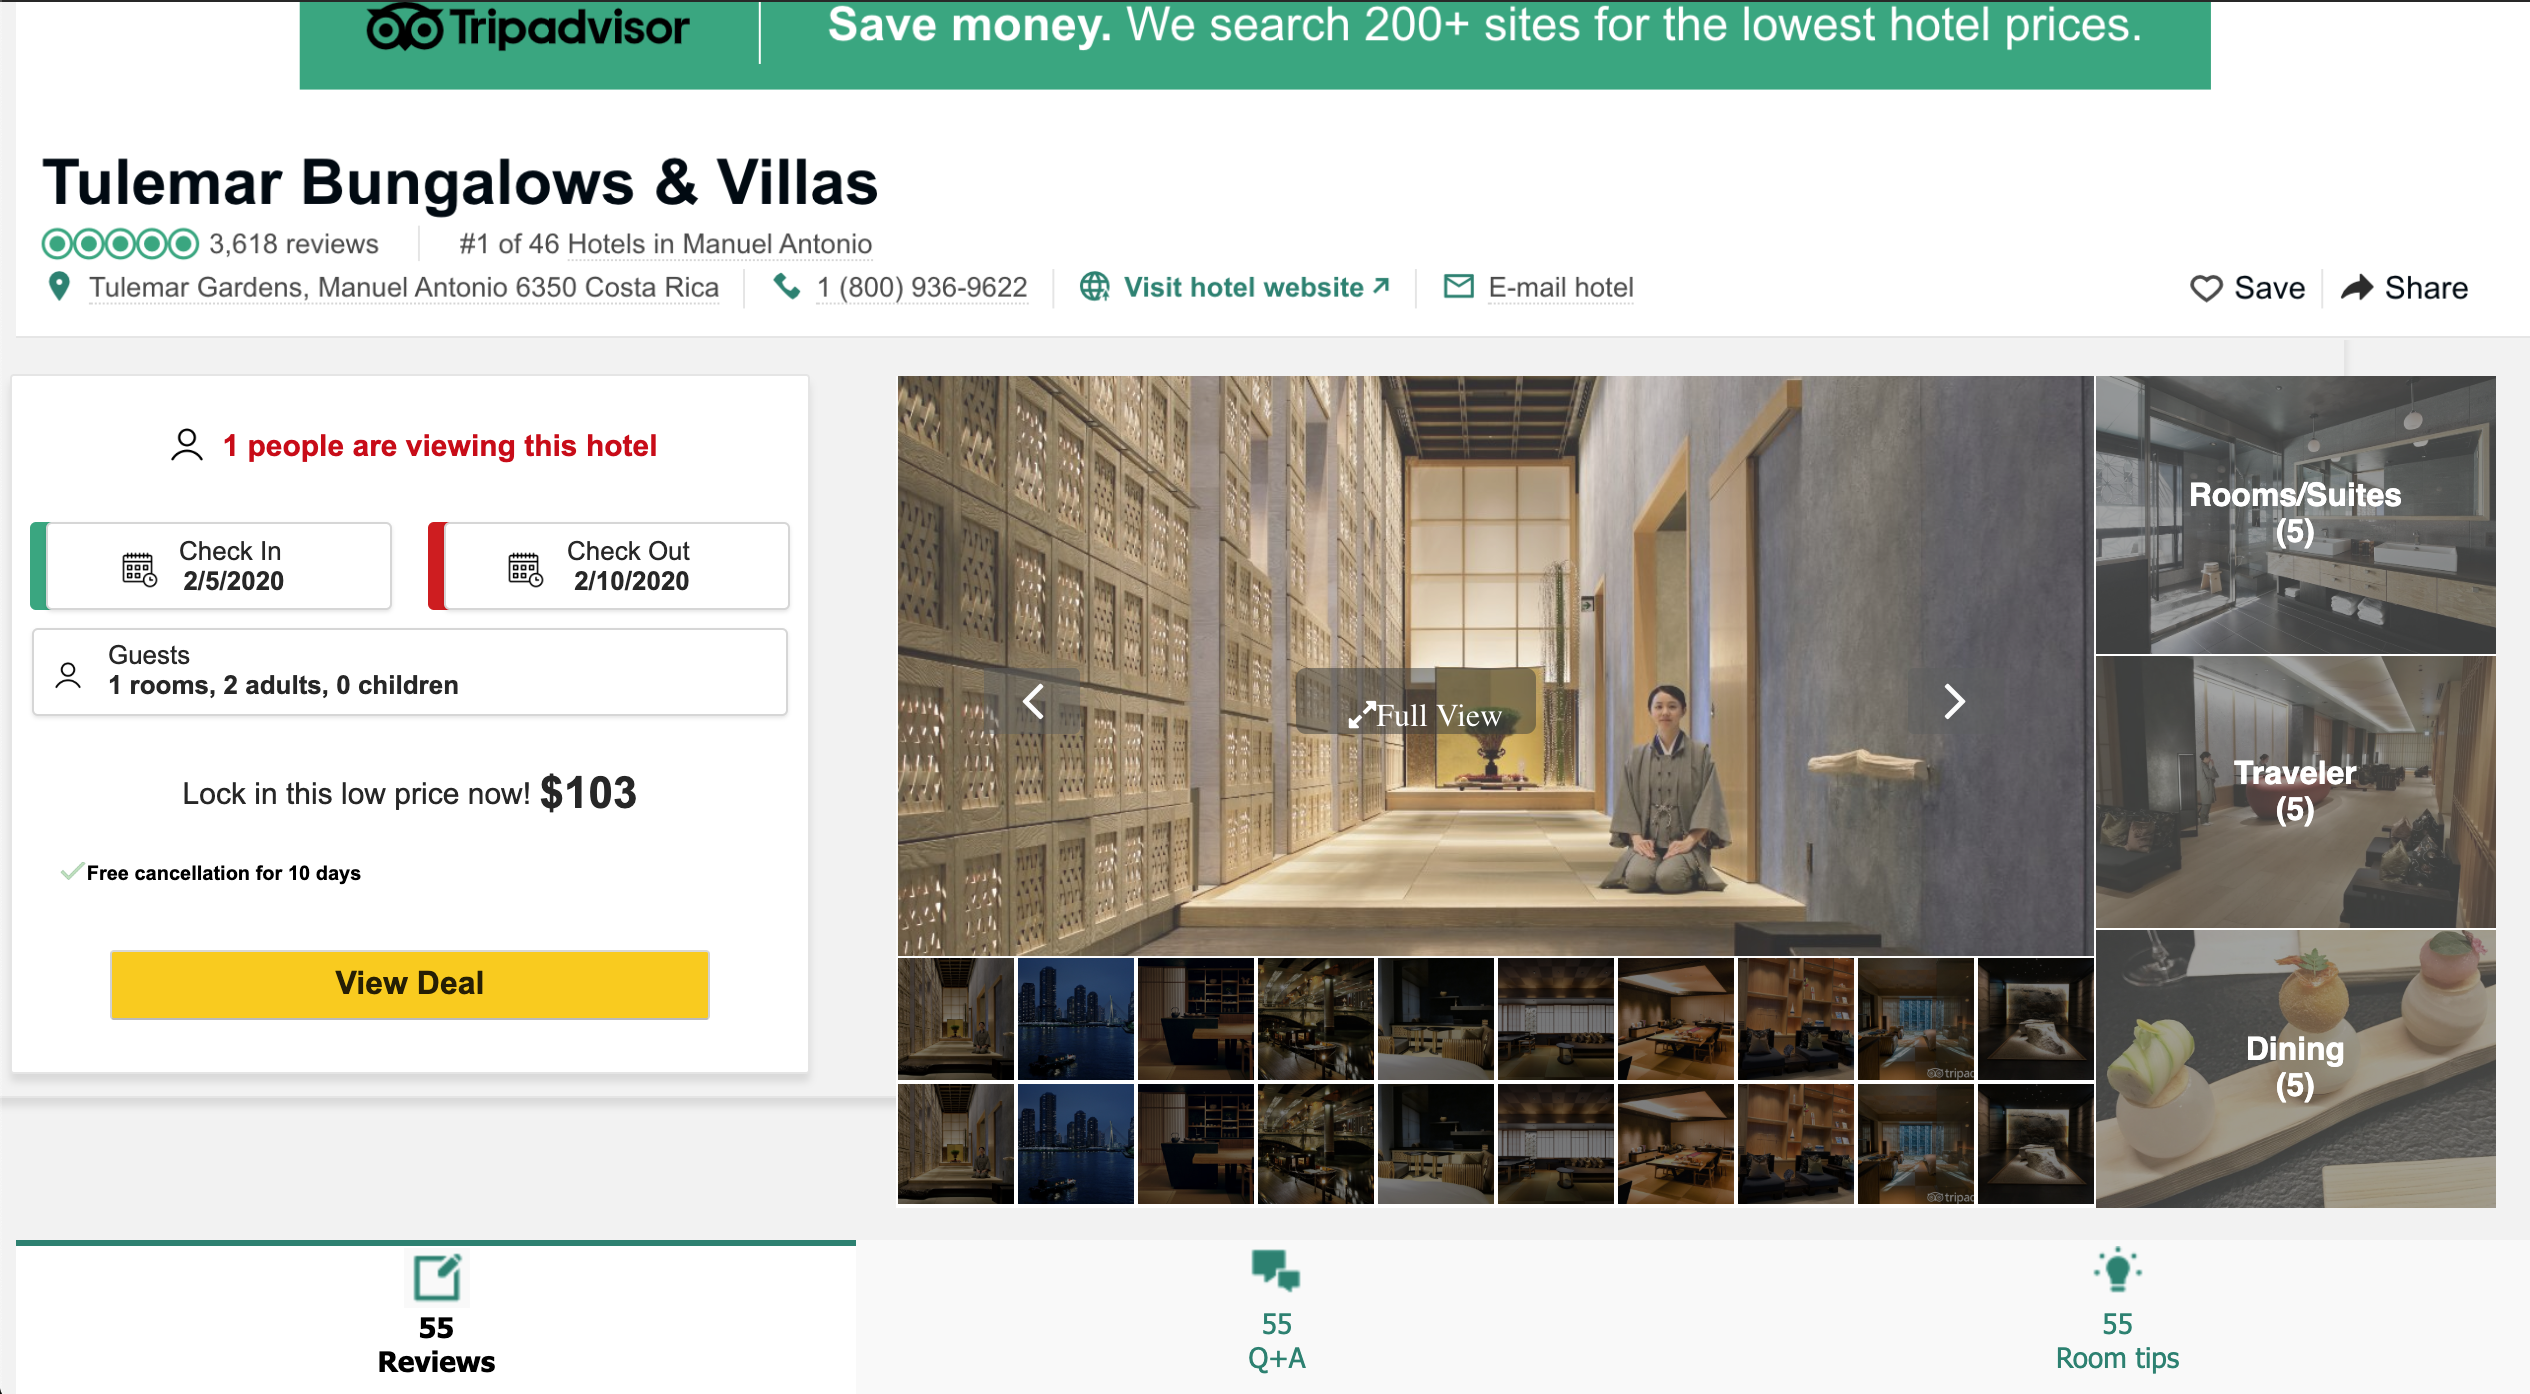 Tripadvisor
Save money. We search 200+ sites for the lowest hotel prices.
Tulemar Bungalows & Villas
3,618 reviews
#1 of 46 Hotels in Manuel Antonio
Tulemar Gardens, Manuel Antonio 6350 Costa Rica
1 (800) 936-9622
Visit hotel website
E-mail hotel
Save
Share
1 people are viewing this hotel
Check In
2/5/2020
Check Out
2/10/2020
Guests
1 rooms, 2 adults, 0 children
Lock in this low price now! $103
Free cancellation for 10 days
View Deal
Full View
Rooms/Suites
(5)
Traveler
(5)
Dining
(5)
tripad
tripad
55
Reviews
55
Q+A
55
Room tips